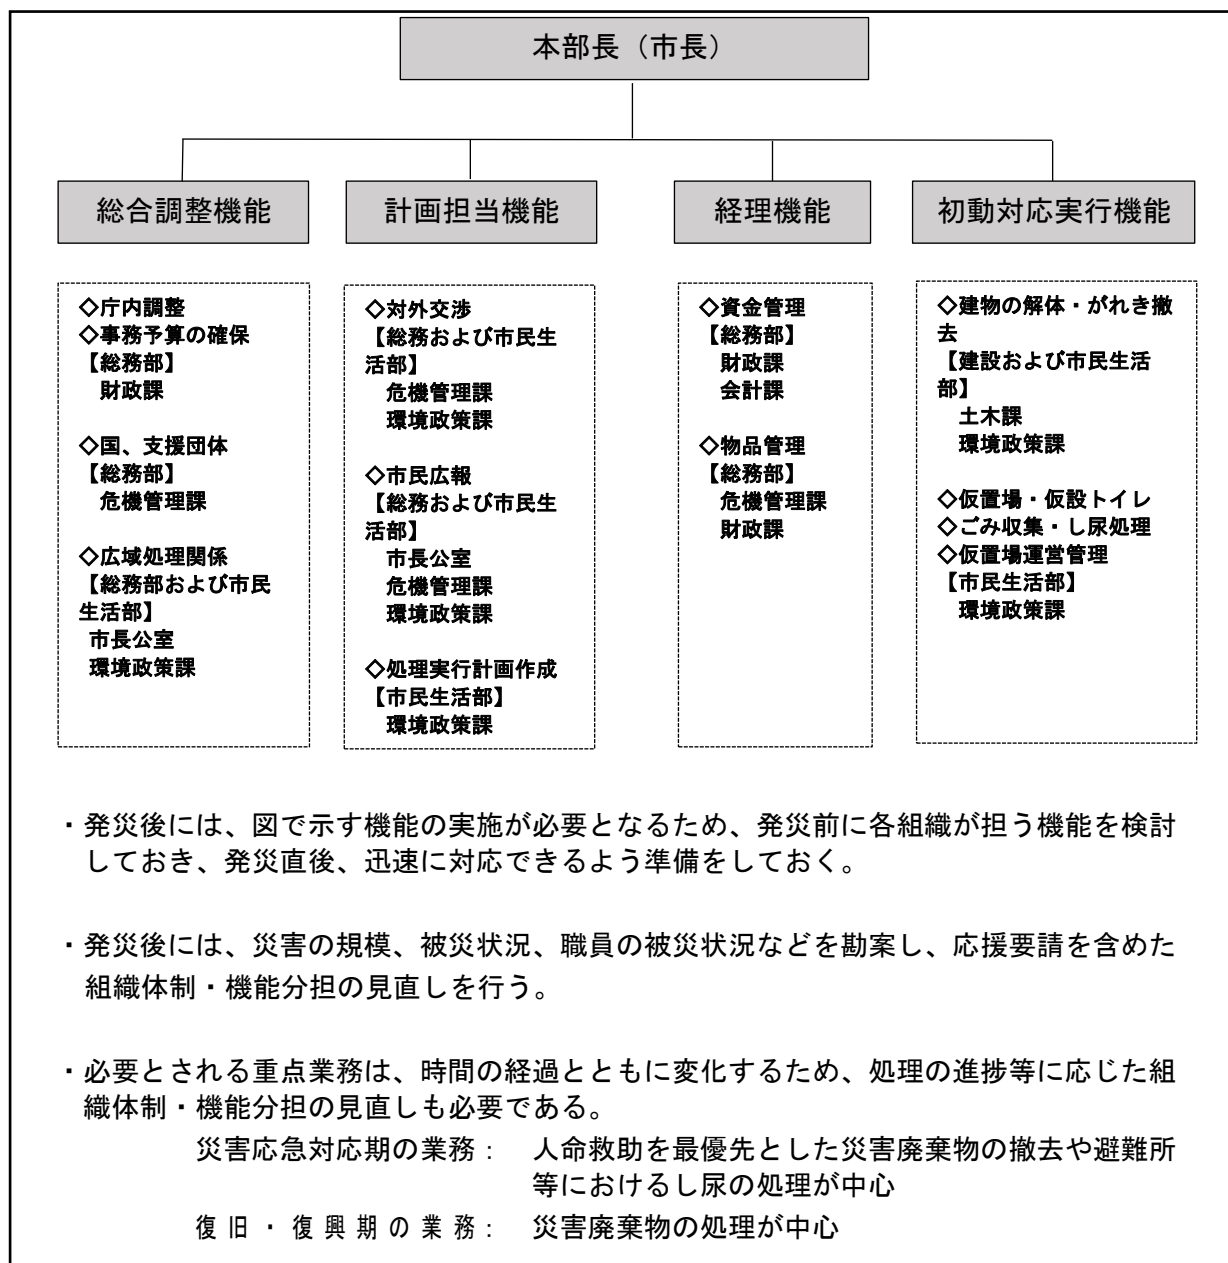 本部長（市長）
総合調整機能
◇庁内調整
◇事務予算の確保
【総務部】
財政課
◇国、支援団体
【総務部】
危機管理課
◇広域処理関係
【総務部および市民
生活部】
市長公室
環境政策課
計画担当機能
◇対外交渉
【総務および市民生
活部】
危機管理課
環境政策課
◇市民広報
【総務および市民生
活部】
市長公室
危機管理課
環境政策課
◇処理実行計画作成
【市民生活部】
環境政策課
経理機能
◇資金管理
【総務部】
財政課
会計課
◇物品管理
【総務部】
危機管理課
財政課
初動対応実行機能
◇建物の解体・がれき撤
去
【建設および市民生活
部】
土木課
環境政策課
◇仮置場・仮設トイレ
◇ごみ収集・し尿処理
◇仮置場運営管理
【市民生活部】
環境政策課
・発災後には、図で示す機能の実施が必要となるため、発災前に各組織が担う機能を検討
しておき、発災直後、迅速に対応できるよう準備をしておく。
・発災後には、災害の規模、被災状況、職員の被災状況などを勘案し、応援要請を含めた
組織体制・機能分担の見直しを行う。
・必要とされる重点業務は、時間の経過とともに変化するため、処理の進捗等に応じた組
織体制・機能分担の見直しも必要である。
災害応急対応期の業務： 人命救助を最優先とした災害廃棄物の撤去や避難所
等におけるし尿の処理が中心
復旧・復興期の業務： 災害廃棄物の処理が中心